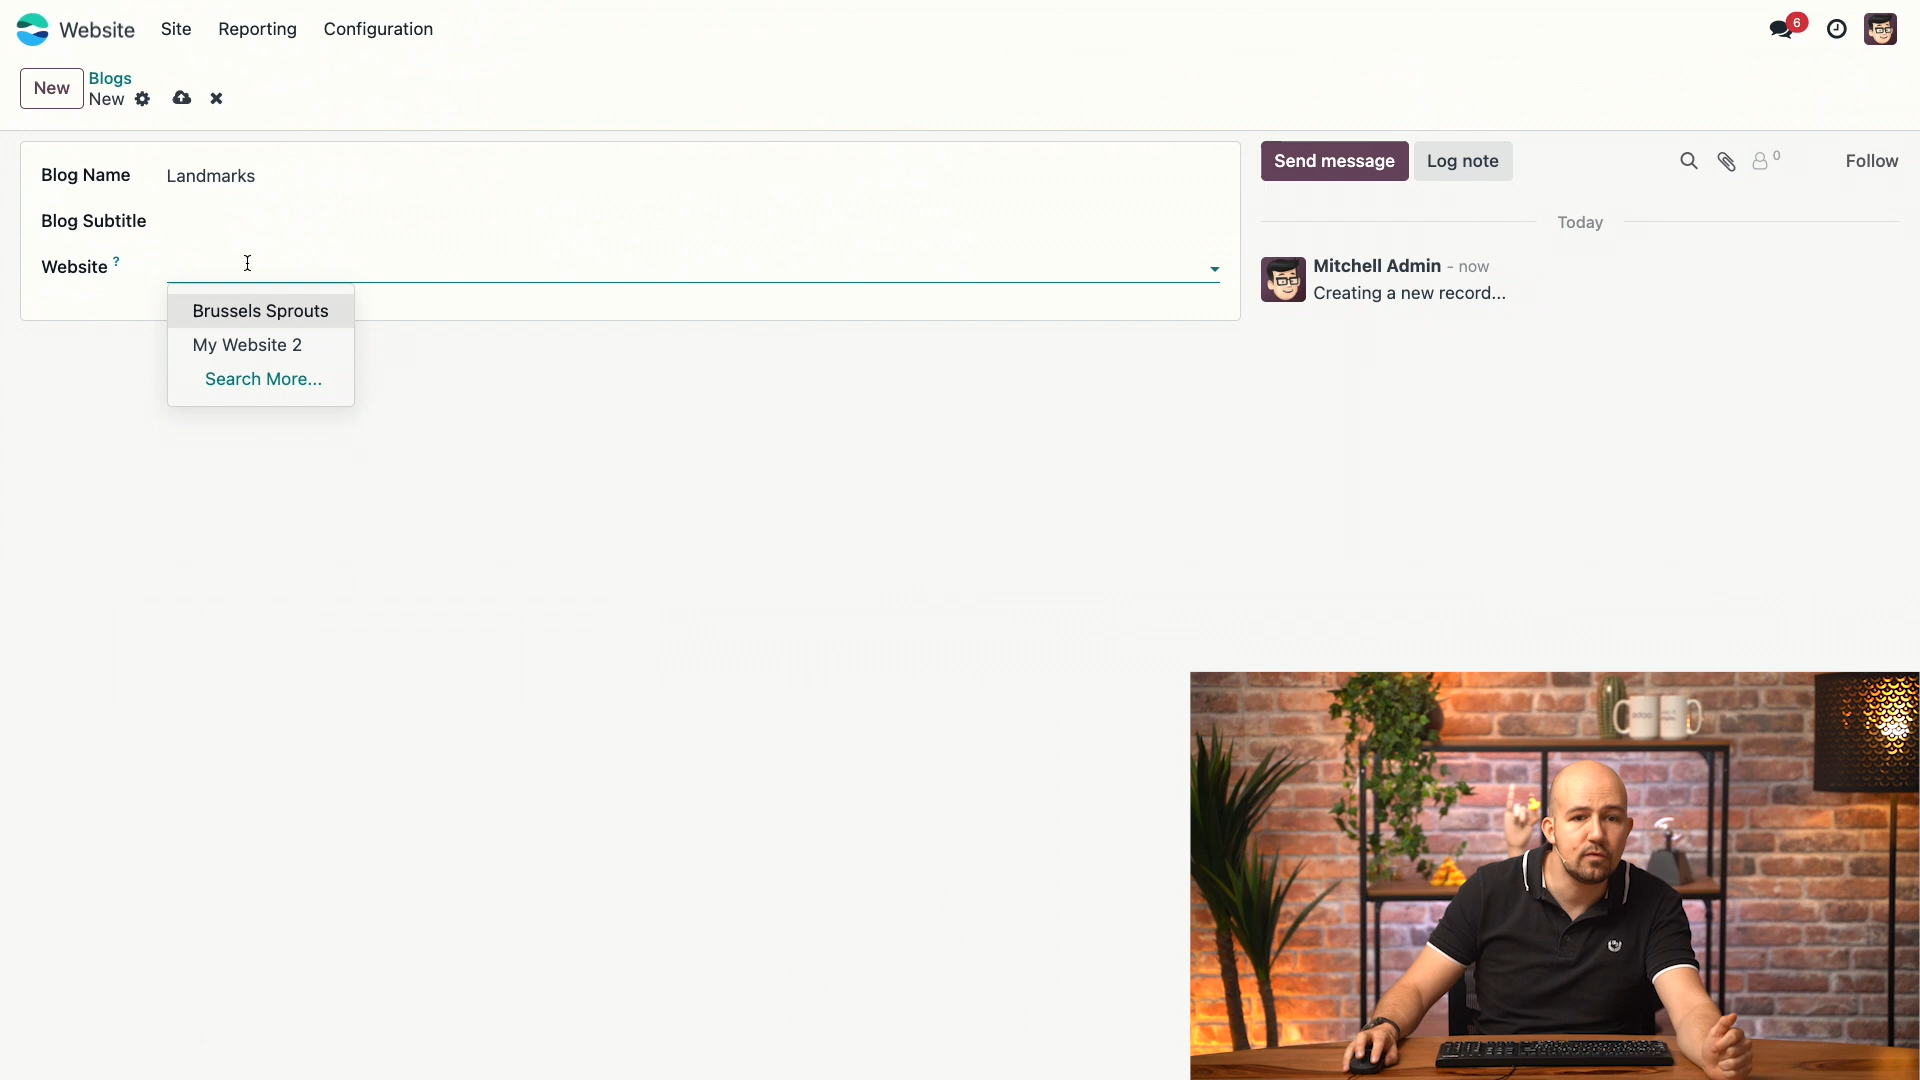 Website Site Reporting Configuration 6
New Blogs
New
Blog Name Landmarks
Blog Subtitle
Website ?
Brussels Sprouts
My Website 2
Search More...
Send message Log note 0 Follow
Today
Mitchell Admin - now
Creating a new record...
odoo